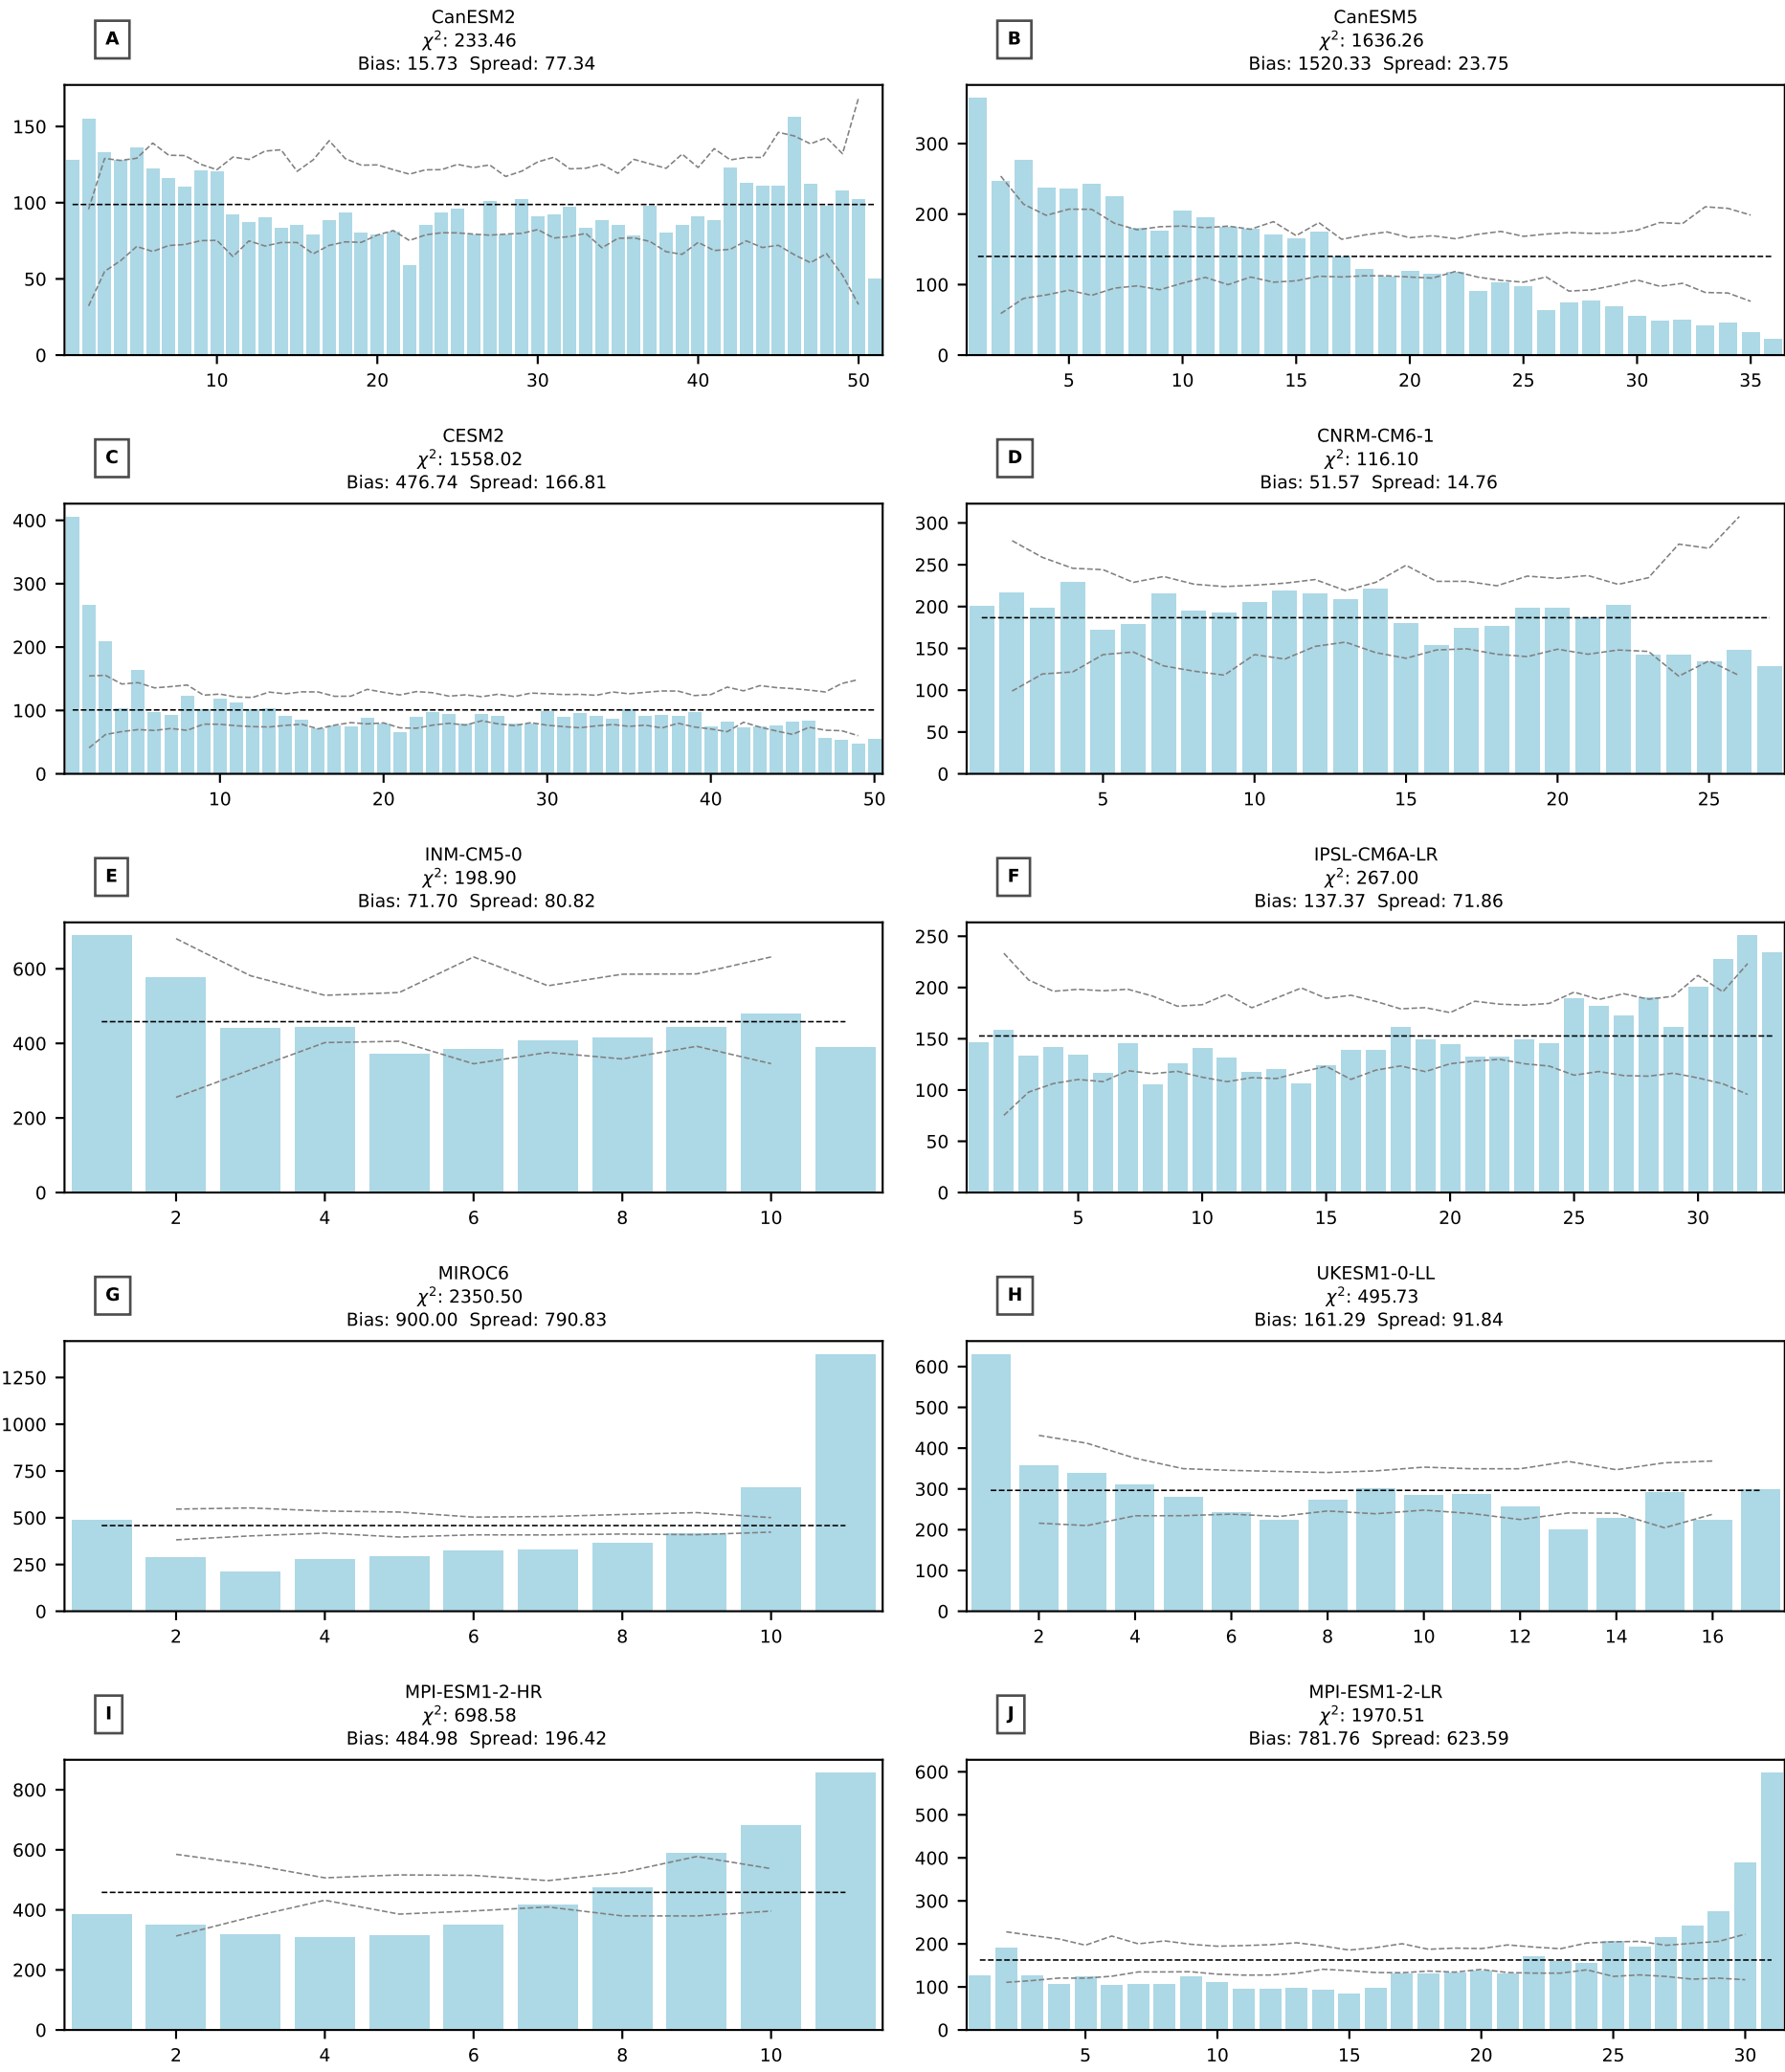 A
CanESM2
χ²: 233.46
Bias: 15.73 Spread: 77.34
150
100
50
0
10 20 30 40 50
B
CanESM5
χ²: 1636.26
Bias: 1520.33 Spread: 23.75
300
200
100
0
5 10 15 20 25 30 35
C
CESM2
χ²: 1558.02
Bias: 476.74 Spread: 166.81
400
300
200
100
0
10 20 30 40 50
D
CNRM-CM6-1
χ²: 116.10
Bias: 51.57 Spread: 14.76
300
250
200
150
100
50
0
5 10 15 20 25
E
INM-CM5-0
χ²: 198.90
Bias: 71.70 Spread: 80.82
600
400
200
0
2 4 6 8 10
F
IPSL-CM6A-LR
χ²: 267.00
Bias: 137.37 Spread: 71.86
250
200
150
100
50
0
5 10 15 20 25 30
G
MIROC6
χ²: 2350.50
Bias: 900.00 Spread: 790.83
1250
1000
750
500
250
0
2 4 6 8 10
H
UKESM1-0-LL
χ²: 495.73
Bias: 161.29 Spread: 91.84
600
500
400
300
200
100
0
2 4 6 8 10 12 14 16
I
MPI-ESM1-2-HR
χ²: 698.58
Bias: 484.98 Spread: 196.42
800
600
400
200
0
2 4 6 8 10
J
MPI-ESM1-2-LR
χ²: 1970.51
Bias: 781.76 Spread: 623.59
600
500
400
300
200
100
0
5 10 15 20 25 30